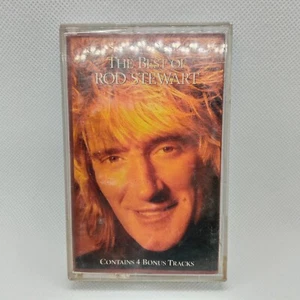 THE BEST OF
ROD STEWART
CONTAINS 4 BONUS TRACKS